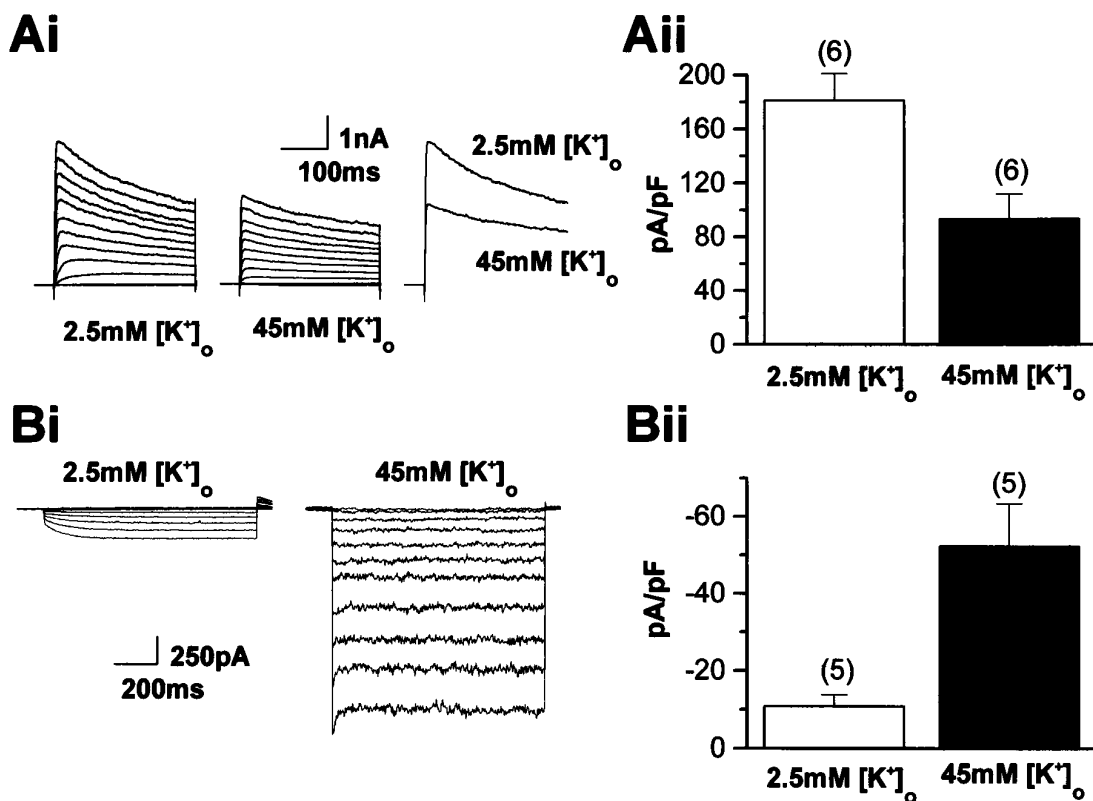 Ai
1nA
100ms
2.5mM [K⁺]ₒ
45mM [K⁺]ₒ
2.5mM [K⁺]ₒ
45mM [K⁺]ₒ
Aii
(6)
(6)
200
160
120
80
40
0
pA/pF
2.5mM [K⁺]ₒ
45mM [K⁺]ₒ
Bi
2.5mM [K⁺]ₒ
45mM [K⁺]ₒ
250pA
200ms
Bii
(5)
(5)
-60
-40
-20
0
pA/pF
2.5mM [K⁺]ₒ
45mM [K⁺]ₒ